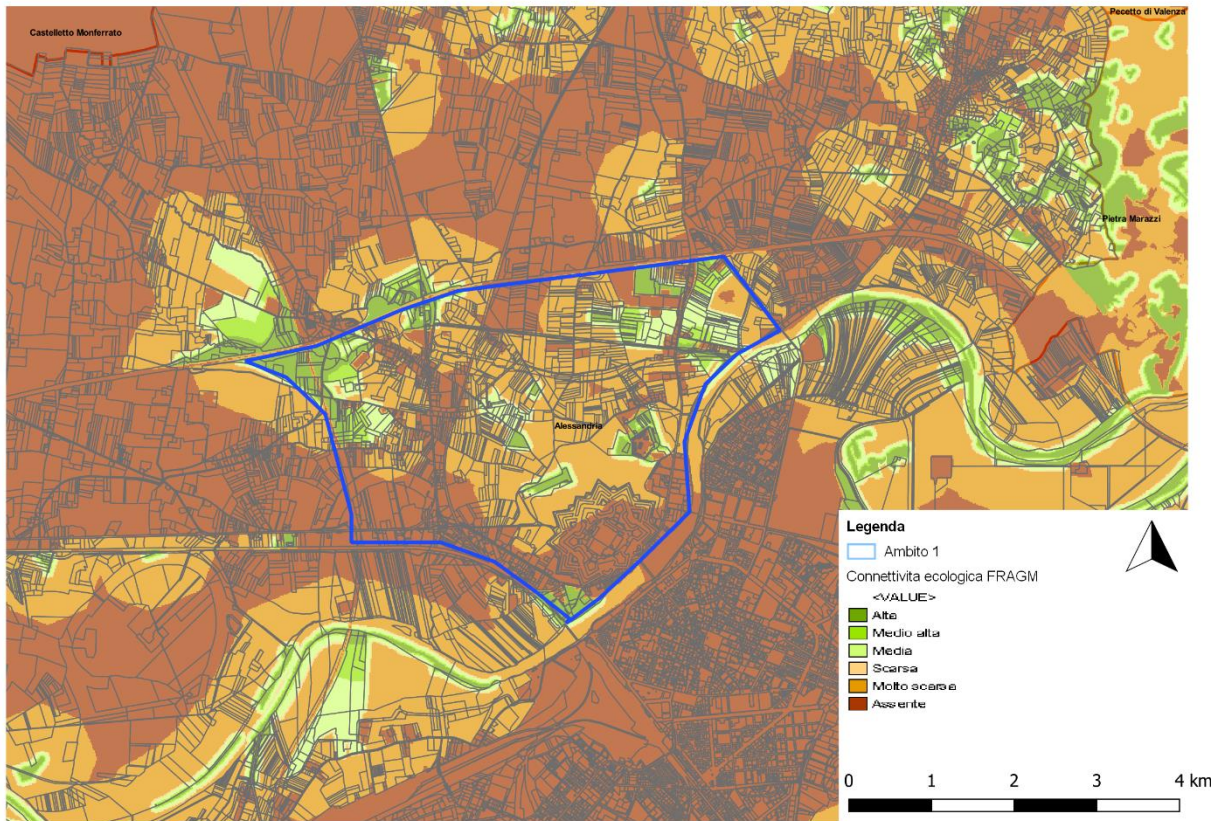 Pecetto di Valenza
Castelletto Monferrato
Pietra Marazzi
Alessandria
Legenda
Ambito 1
Connettivita ecologica FRAGM
<VALUE>
Alta
Medio alta
Media
Scarsa
Molto scarsa
Assente
0 1 2 3 4 km